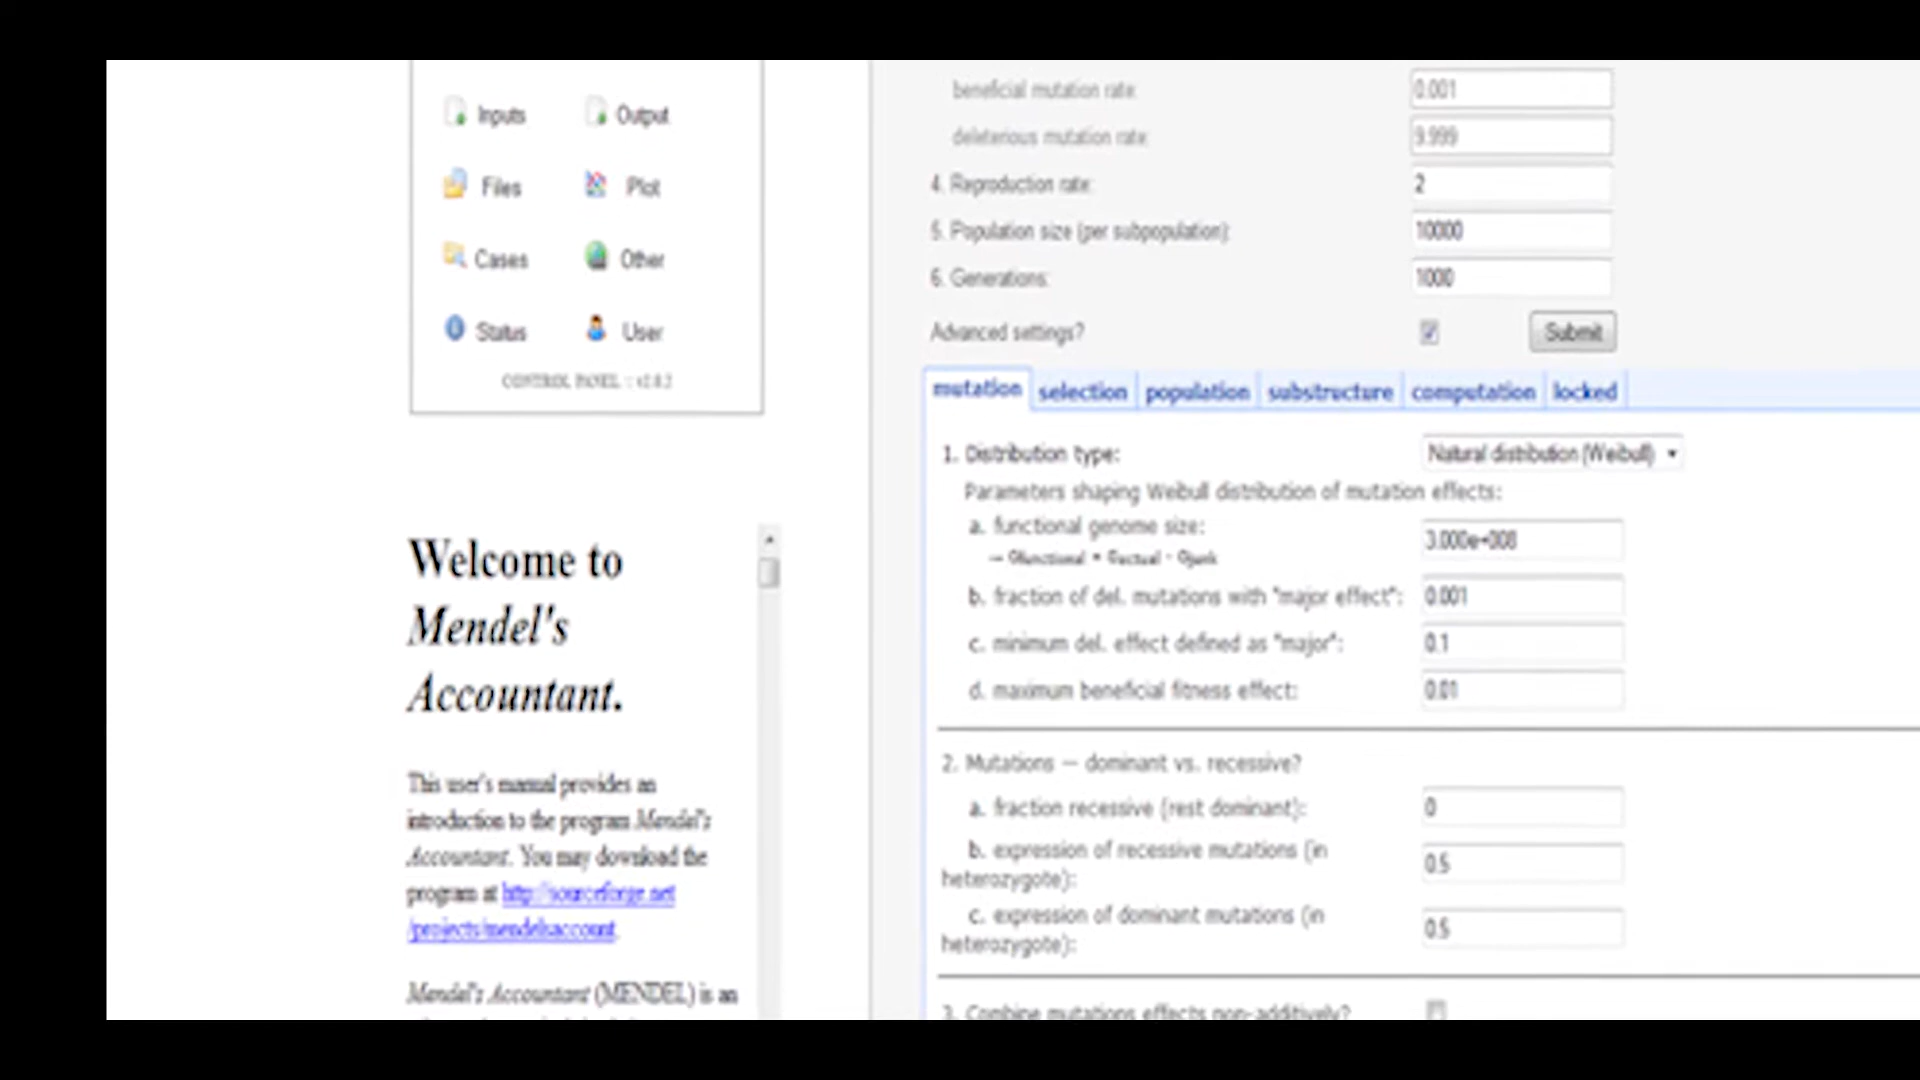 Inputs
Output
Files
Plot
Cases
Other
Status
User
CONTROL PANEL :: v2.0.2
Welcome to
Mendel's
Accountant.
This user's manual provides an
introduction to the program Mendel's
Accountant. You may download the
program at http://sourceforge.net
/projects/mendelsaccount.
Mendel's Accountant (MENDEL) is an
beneficial mutation rate: 0.001
deleterious mutation rate: 9.999
4. Reproduction rate: 2
5. Population size (per subpopulation): 10000
6. Generations: 1000
Advanced settings? Submit
mutation selection population substructure computation locked
1. Distribution type: Natural distribution (Weibull)
Parameters shaping Weibull distribution of mutation effects:
a. functional genome size: 3.000e+008
b. fraction of del. mutations with "major effect": 0.001
c. minimum del. effect defined as "major": 0.1
d. maximum beneficial fitness effect: 0.01
2. Mutations — dominant vs. recessive?
a. fraction recessive (rest dominant): 0
b. expression of recessive mutations (in
heterozygote): 0.5
c. expression of dominant mutations (in
heterozygote): 0.5
3. Combine mutations effects non-additively?